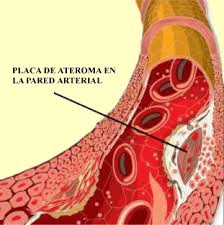 PLACA DE ATEROMA EN
LA PARED ARTERIAL